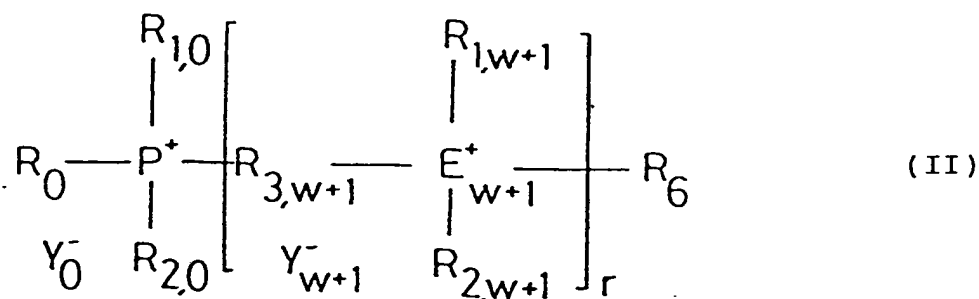 R1,0 R1,w+1
R0 P+ R3,w+1 E+w+1 R6 (II)
Y0- R2,0 Y-w+1 R2,w+1 r